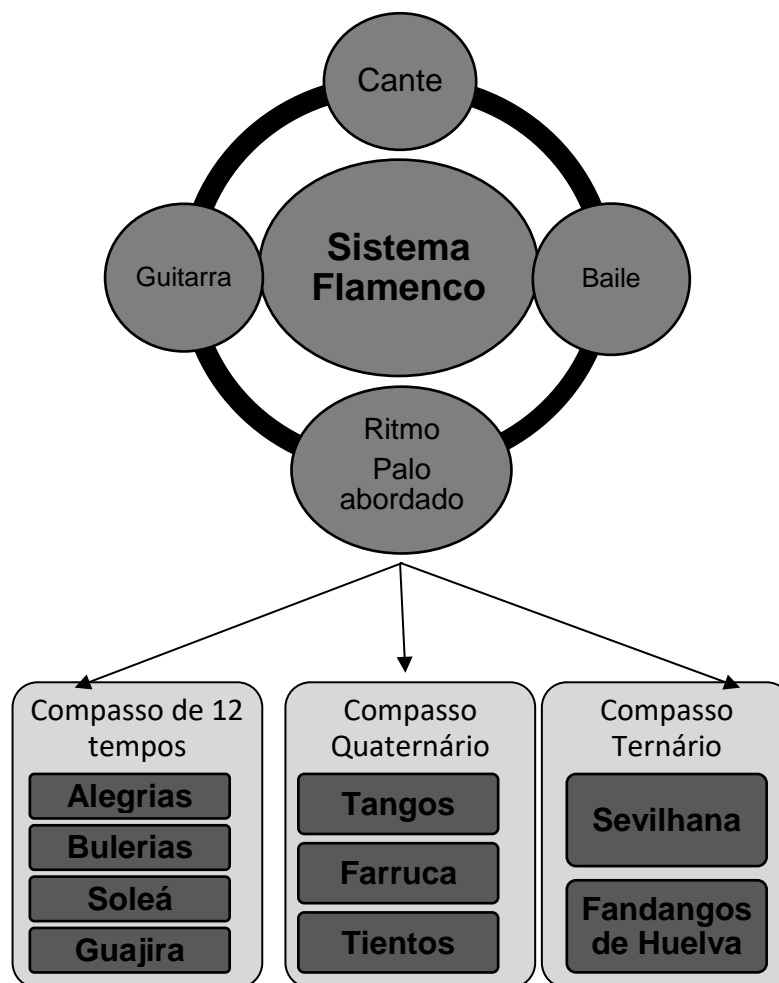 Cante
Sistema
Flamenco
Guitarra
Baile
Ritmo
Palo
abordado
Compasso de 12
tempos
Alegrias
Bulerias
Soleá
Guajira
Compasso
Quaternário
Tangos
Farruca
Tientos
Compasso
Ternário
Sevilhana
Fandangos
de Huelva